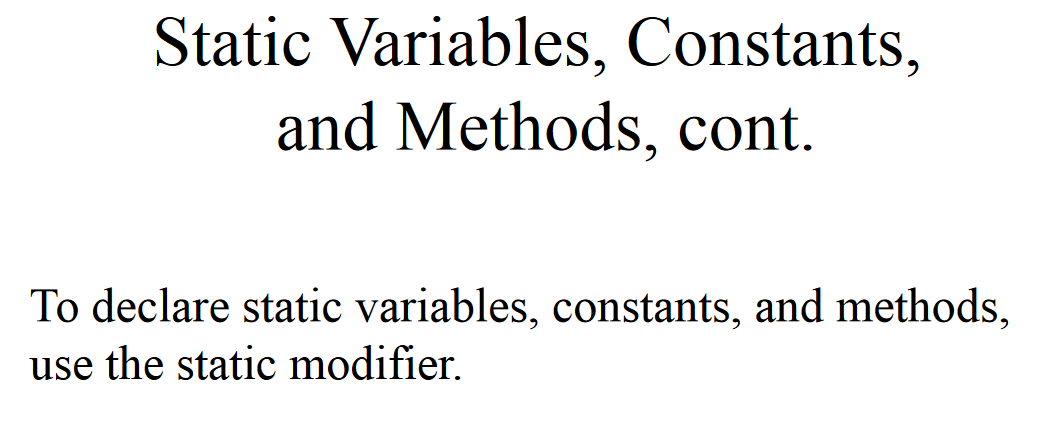 Static Variables, Constants,
and Methods, cont.
To declare static variables, constants, and methods,
use the static modifier.